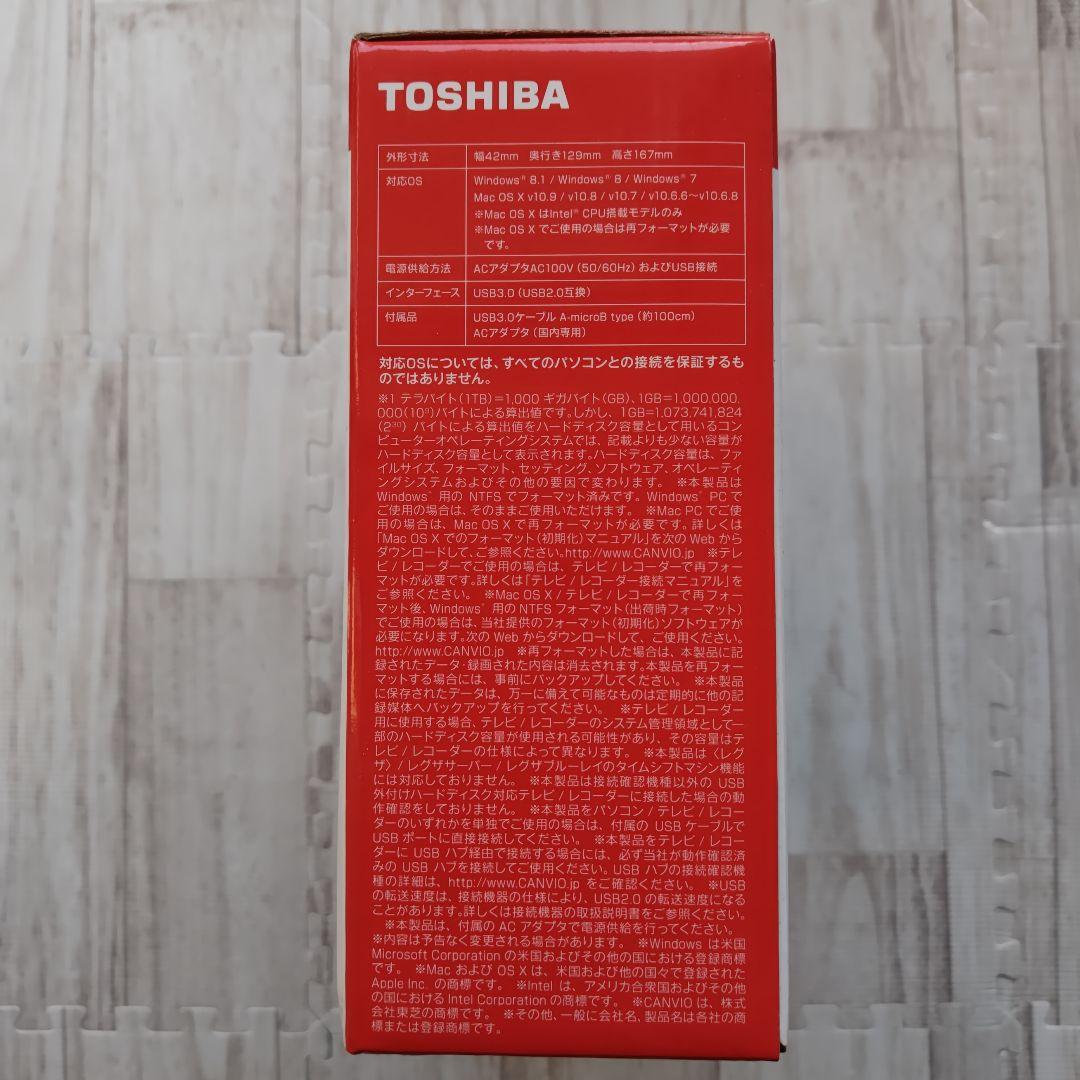 TOSHIBA
外形寸法 幅42mm 奥行き129mm 高さ167mm
対応OS Windows® 8.1 / Windows® 8 / Windows® 7
Mac OS X v10.9 / v10.8 / v10.7 / v10.6.6~v10.6.8
※Mac OS X はIntel® CPU搭載モデルのみ
※Mac OS X でご使用の場合は再フォーマットが必要
です。
電源供給方法 ACアダプタAC100V（50/60Hz）およびUSB接続
インターフェース USB3.0（USB2.0互換）
付属品 USB3.0ケーブル A-microB type（約100cm）
ACアダプタ（国内専用）
対応OSについては、すべてのパソコンとの接続を保証するも
のではありません。
※1 テラバイト（1TB）=1,000 ギガバイト（GB）、1GB=1,000,000,
000（10⁹）バイトによる算出値です。しかし、1GB=1,073,741,824
（2³⁰）バイトによる算出値をハードディスク容量として用いるコン
ピューターオペレーティングシステムでは、記載よりも少ない容量が
ハードディスク容量として表示されます。ハードディスク容量は、ファ
イルサイズ、フォーマット、セッティング、ソフトウェア、オペレーティ
ングシステムおよびその他の要因で変わります。 ※本製品は
Windows® 用の NTFS でフォーマット済みです。Windows® PC で
ご使用の場合は、そのままご使用いただけます。 ※Mac PC でご使
用の場合は、Mac OS X で再フォーマットが必要です。詳しくは
「Mac OS X でのフォーマット（初期化）マニュアル」を次の Web から
ダウンロードして、ご参照ください。http://www.CANVIO.jp ※テレ
ビ / レコーダーでご使用の場合は、テレビ / レコーダーで再フォー
マットが必要です。詳しくは「テレビ / レコーダー接続マニュアル」を
ご参照ください。 ※Mac OS X / テレビ / レコーダーで再フォー
マット後、Windows® 用の NTFS フォーマット（出荷時フォーマット）
でご使用の場合は、当社提供のフォーマット（初期化）ソフトウェアが
必要になります。次の Web からダウンロードして、ご使用ください。
http://www.CANVIO.jp ※再フォーマットした場合は、本製品に記
録されたデータ・録画された内容は消去されます。本製品を再フォー
マットする場合には、事前にバックアップしてください。 ※本製品
に保存されたデータは、万一に備えて可能なものは定期的に他の記
録媒体へバックアップを行ってください。 ※テレビ / レコーダー
用に使用する場合、テレビ / レコーダーのシステム管理領域として一
部のハードディスク容量が使用される可能性があり、その容量はテ
レビ / レコーダーの仕様によって異なります。 ※本製品は〈レグ
ザ〉/ レグザサーバー / レグザブルーレイのタイムシフトマシン機能
には対応しておりません。 ※本製品は接続確認機種以外の USB
外付けハードディスク対応テレビ / レコーダーに接続した場合の動
作確認をしておりません。 ※本製品をパソコン / テレビ / レコー
ダーのいずれかを単独でご使用の場合は、付属の USB ケーブルで
USB ポートに直接接続してください。 ※本製品をテレビ / レコー
ダーに USB ハブ経由で接続する場合には、必ず当社が動作確認済
みの USB ハブを接続してご使用ください。USB ハブの接続確認機
種の詳細は、http://www.CANVIO.jp をご確認ください。 ※USB
の転送速度は、接続機器の仕様により、USB2.0 の転送速度になる
ことがあります。詳しくは接続機器の取扱説明書をご参照ください。
※本製品は、付属の AC アダプタで電源供給を行ってください。
※内容は予告なく変更される場合があります。 ※Windows は米国
Microsoft Corporation の米国およびその他の国における登録商標
です。 ※Mac および OS X は、米国および他の国々で登録された
Apple Inc. の商標です。 ※Intel は、アメリカ合衆国およびその他
の国における Intel Corporation の商標です。 ※CANVIO は、株式
会社東芝の商標です。 ※その他、一般に会社名、製品名は各社の商
標または登録商標です。